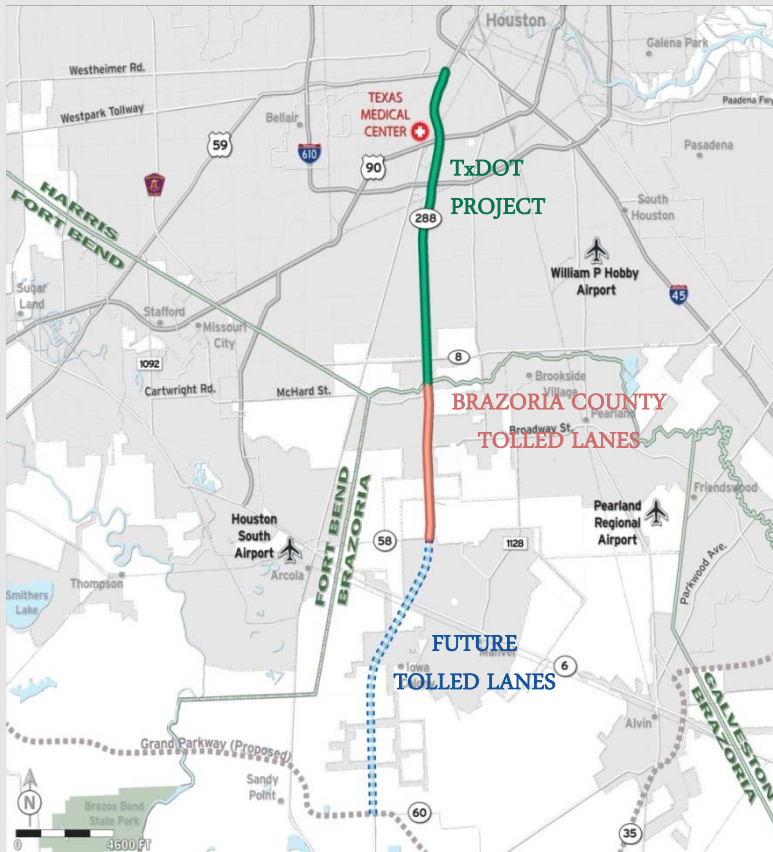 Houston
Galena Park
Westheimer Rd.
TEXAS
MEDICAL
CENTER
Westpark Tollway
Paadena Fwy
Bellair
59
610
90
Pasadena
TxDOT
PROJECT
HARRIS
FORT BEND
288
South
Houston
William P Hobby
Airport
45
Sugar
Land
Stafford
Missouri
City
1092
8
Cartwright Rd.
McHard St.
Brookside
Village
BRAZORIA COUNTY
TOLLED LANES
Pearland
Broadway St.
Friendswood
FORT BEND
BRAZORIA
Houston
South
Airport
58
1128
Pearland
Regional
Airport
Arcola
Thompson
Smithers
Lake
Parkwood Ave.
FUTURE
TOLLED LANES
Manvel
Iowa
6
GALVESTON
BRAZORIA
Alvin
Grand Parkway (Proposed)
Sandy
Point
N
Brazos Bend
State Park
60
35
0
4600 FT